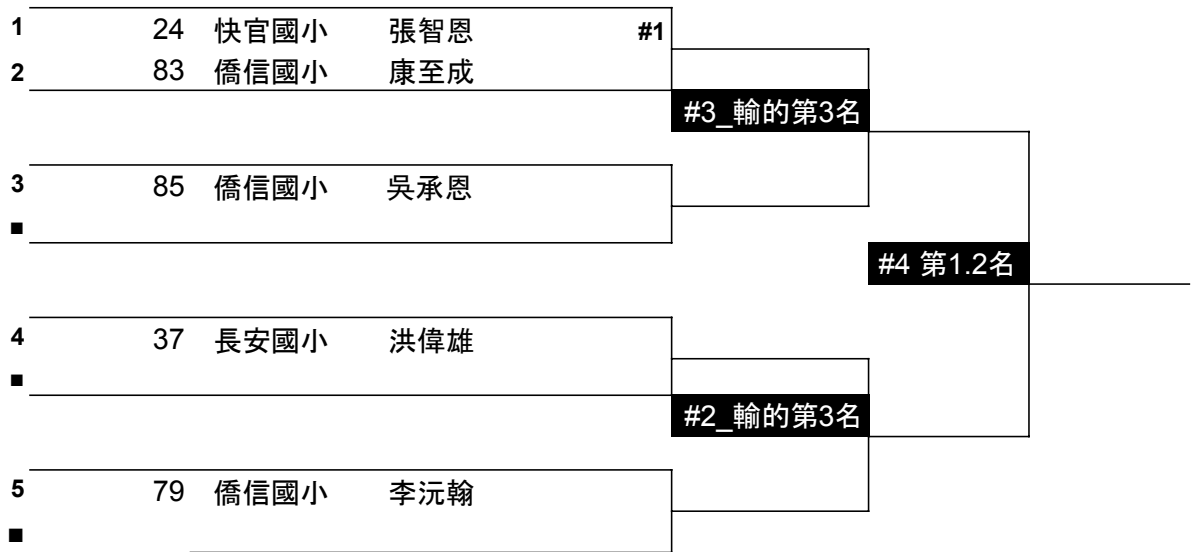 1 24 快官國小 張智恩 #1
2 83 僑信國小 康至成
#3_輸的第3名
3 85 僑信國小 吳承恩
■
#4 第1.2名
4 37 長安國小 洪偉雄
■
#2_輸的第3名
5 79 僑信國小 李沅翰
■